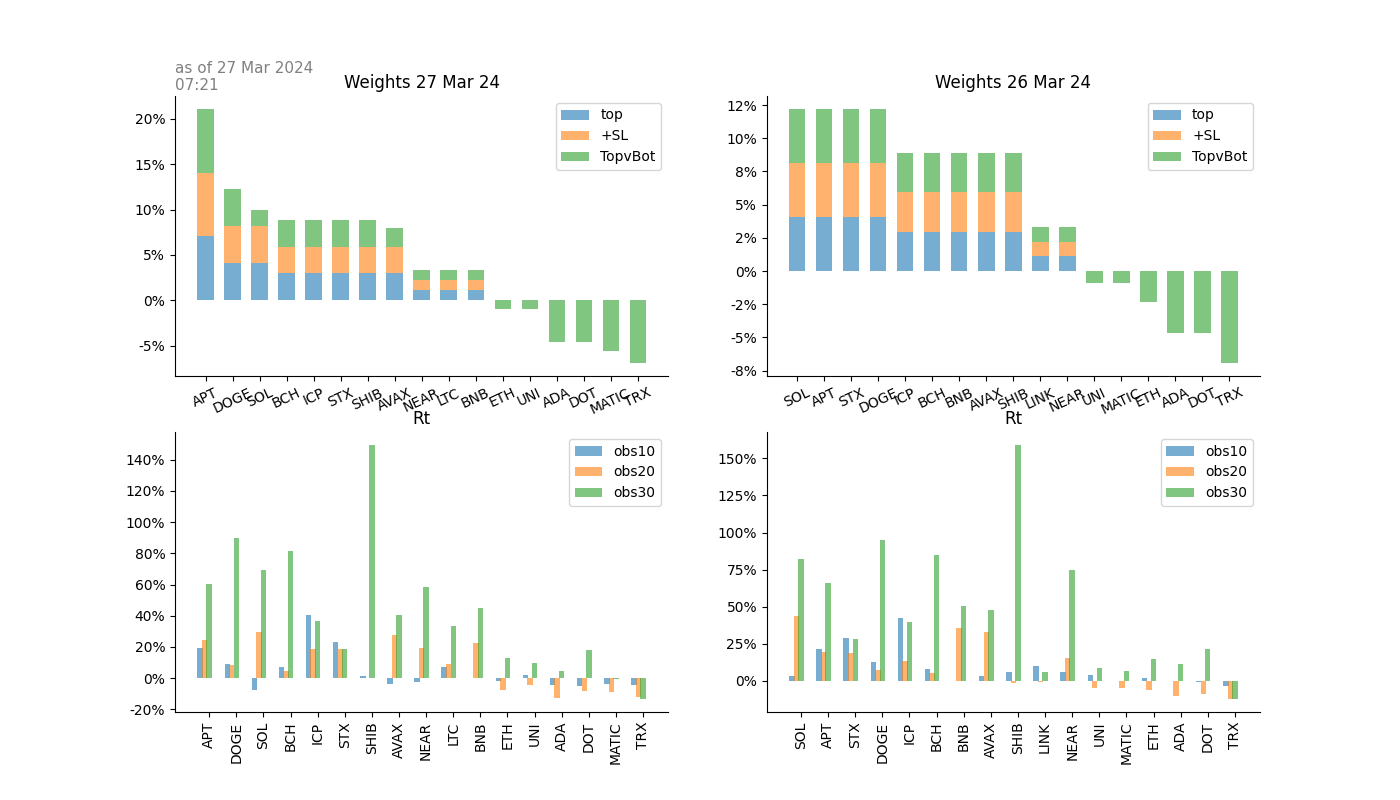 as of 27 Mar 2024
07:21
Weights 27 Mar 24
20%
15%
10%
5%
0%
-5%
top
+SL
TopvBot
APT DOGE SOL BCH ICP STX SHIB AVAX NEAR LTC BNB ETH UNI ADA DOT MATIC TRX
Weights 26 Mar 24
12%
10%
8%
5%
2%
0%
-2%
-5%
-8%
top
+SL
TopvBot
SOL APT STX DOGE ICP BCH BNB AVAX SHIB LINK NEAR UNI MATIC ETH ADA DOT TRX
Rt
140%
120%
100%
80%
60%
40%
20%
0%
-20%
obs10
obs20
obs30
APT DOGE SOL BCH ICP STX SHIB AVAX NEAR LTC BNB ETH UNI ADA DOT MATIC TRX
Rt
150%
125%
100%
75%
50%
25%
0%
obs10
obs20
obs30
SOL APT STX DOGE ICP BCH BNB AVAX SHIB LINK NEAR UNI MATIC ETH ADA DOT TRX